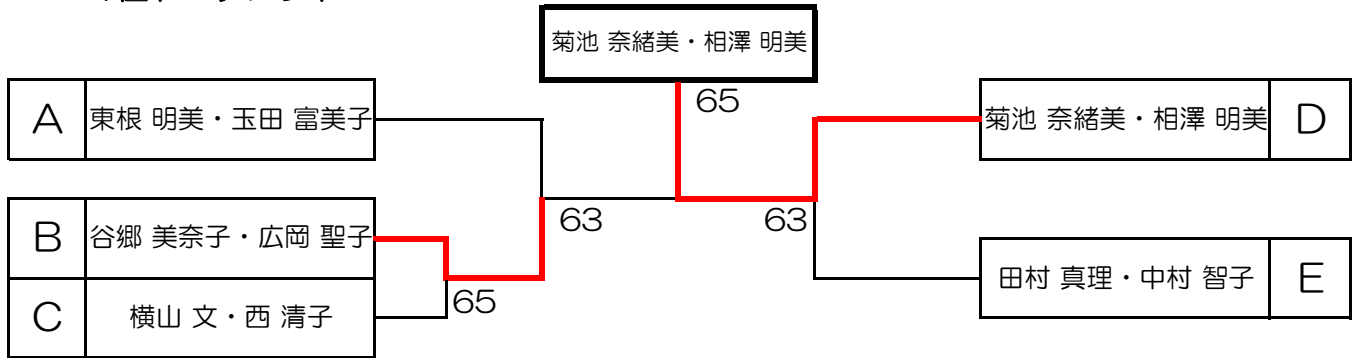 菊池 奈緒美・相澤 明美
65
A 東根 明美・玉田 富美子
菊池 奈緒美・相澤 明美 D
B 谷郷 美奈子・広岡 聖子
63
63
C 横山 文・西 清子
65
田村 真理・中村 智子 E